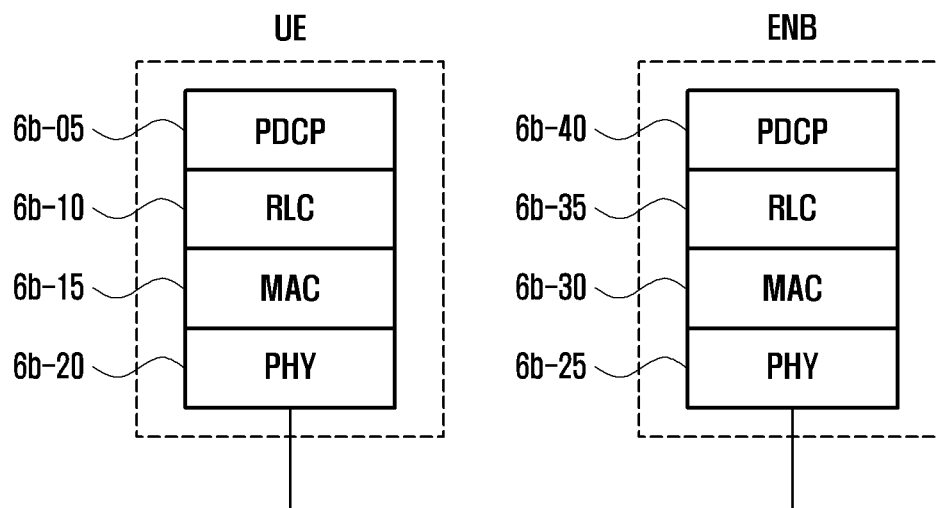 UE
ENB
6b-05
PDCP
6b-40
PDCP
6b-10
RLC
6b-35
RLC
6b-15
MAC
6b-30
MAC
6b-20
PHY
6b-25
PHY